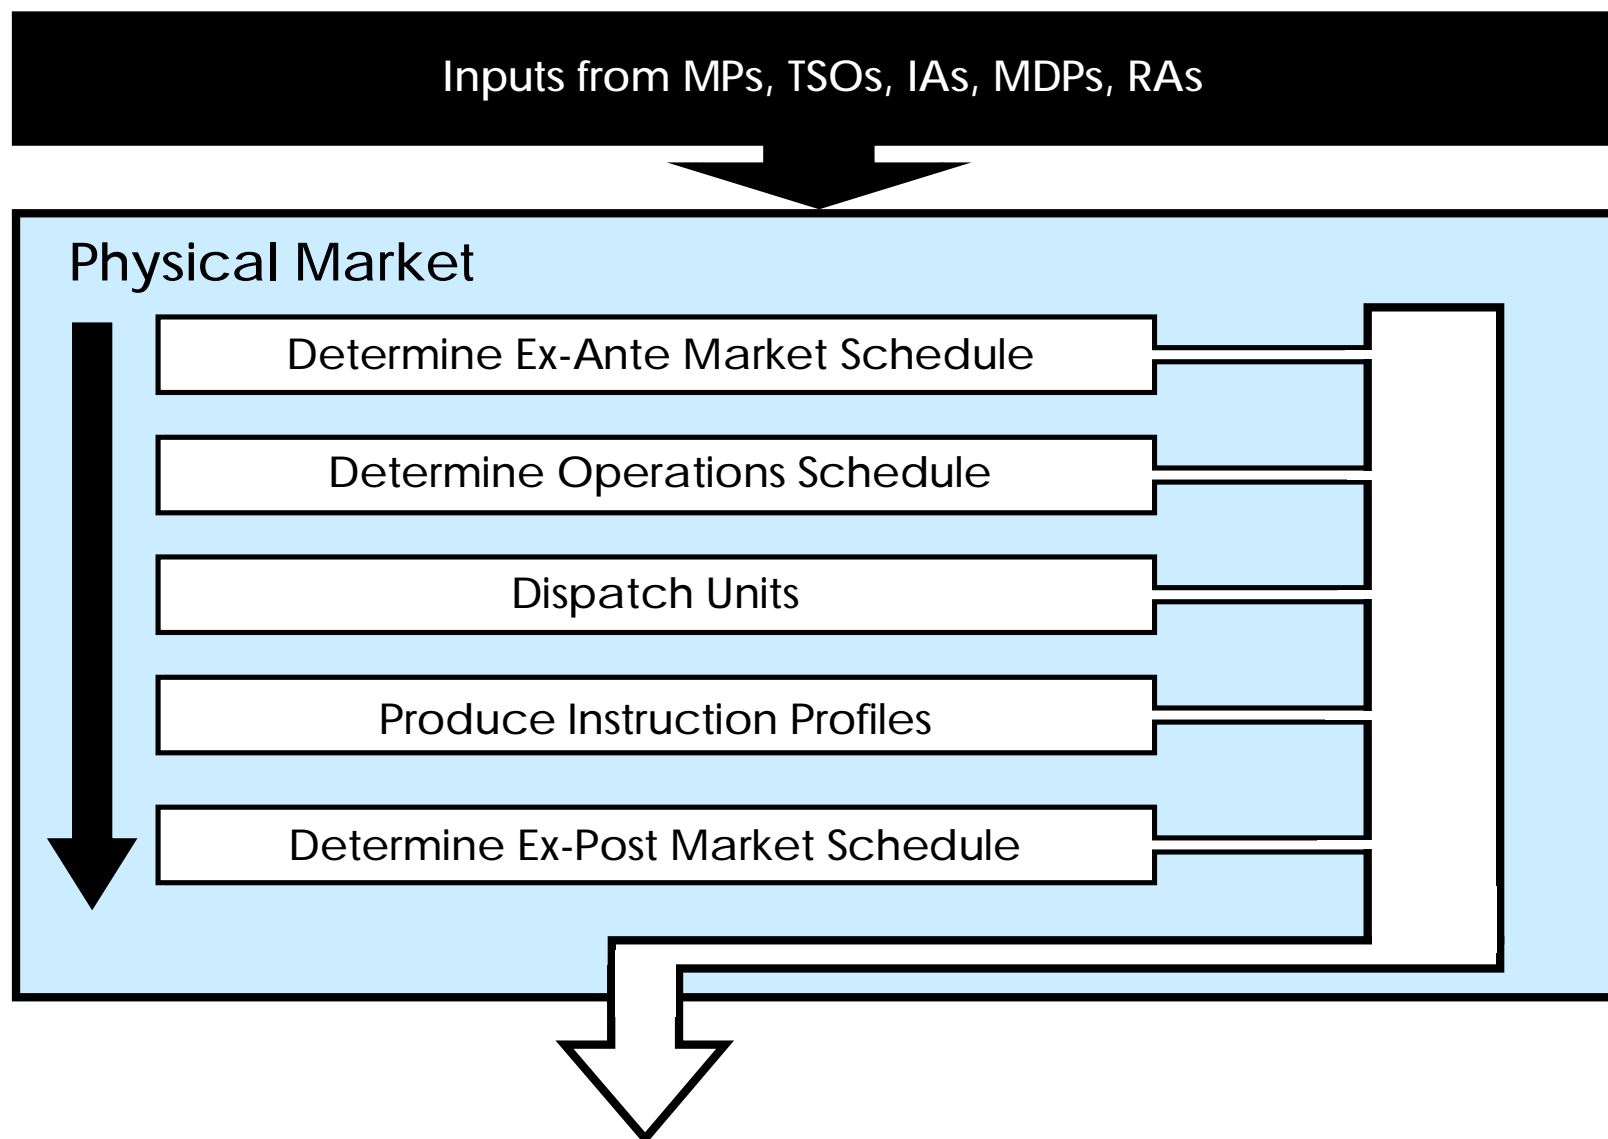 Inputs from MPs, TSOs, IAs, MDPs, RAs
Physical Market
Determine Ex-Ante Market Schedule
Determine Operations Schedule
Dispatch Units
Produce Instruction Profiles
Determine Ex-Post Market Schedule